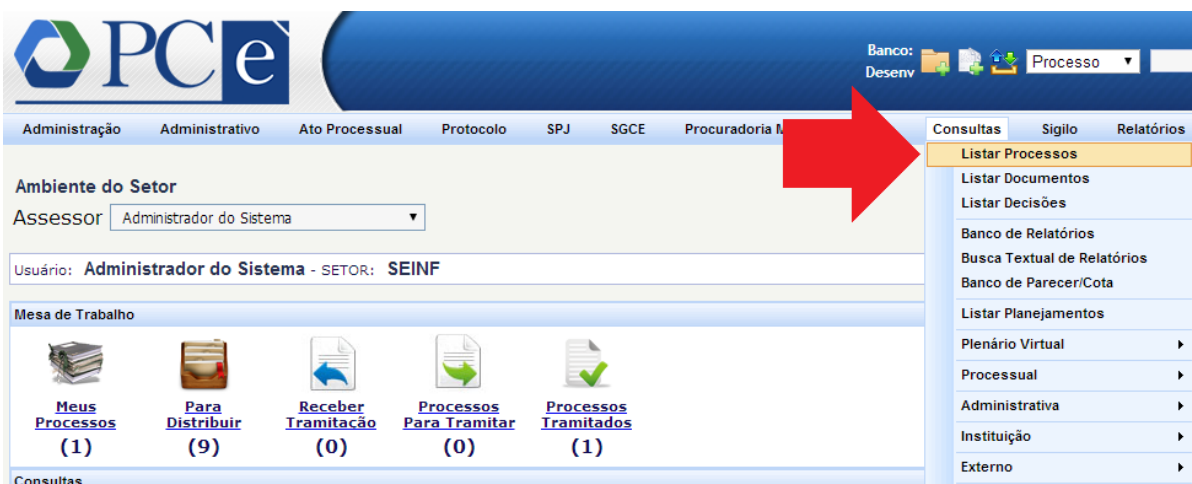 PCe
Banco:
Desenv
Processo
Administração Administrativo Ato Processual Protocolo SPJ SGCE Procuradoria Consultas Sigilo Relatórios
Listar Processos
Listar Documentos
Listar Decisões
Banco de Relatórios
Busca Textual de Relatórios
Banco de Parecer/Cota
Listar Planejamentos
Plenário Virtual
Processual
Administrativa
Instituição
Externo
Ambiente do Setor
Assessor Administrador do Sistema
Usuário: Administrador do Sistema - SETOR: SEINF
Mesa de Trabalho
Meus Processos
(1)
Para Distribuir
(9)
Receber Tramitação
(0)
Processos Para Tramitar
(0)
Processos Tramitados
(1)
Consultas